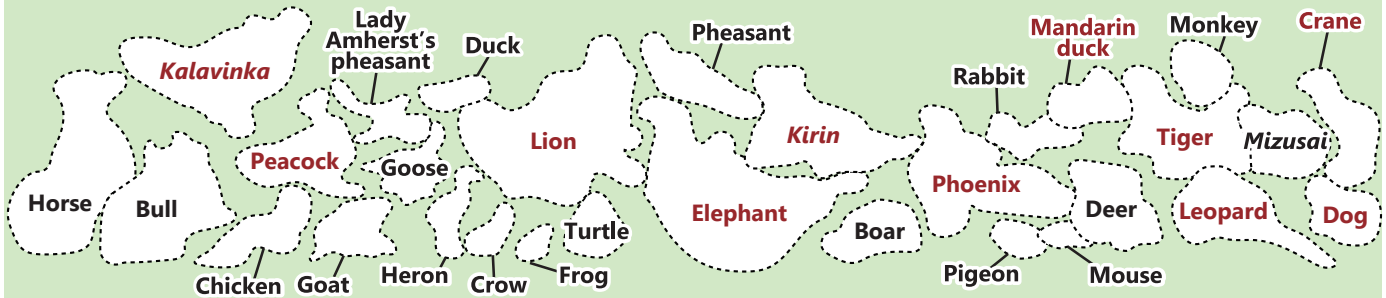 Kalavinka
Lady
Amherst's
pheasant
Duck
Pheasant
Mandarin
duck
Monkey
Crane
Rabbit
Peacock
Goose
Lion
Kirin
Tiger
Mizusai
Horse
Bull
Elephant
Phoenix
Deer
Leopard
Dog
Turtle
Boar
Chicken
Goat
Heron
Crow
Frog
Pigeon
Mouse